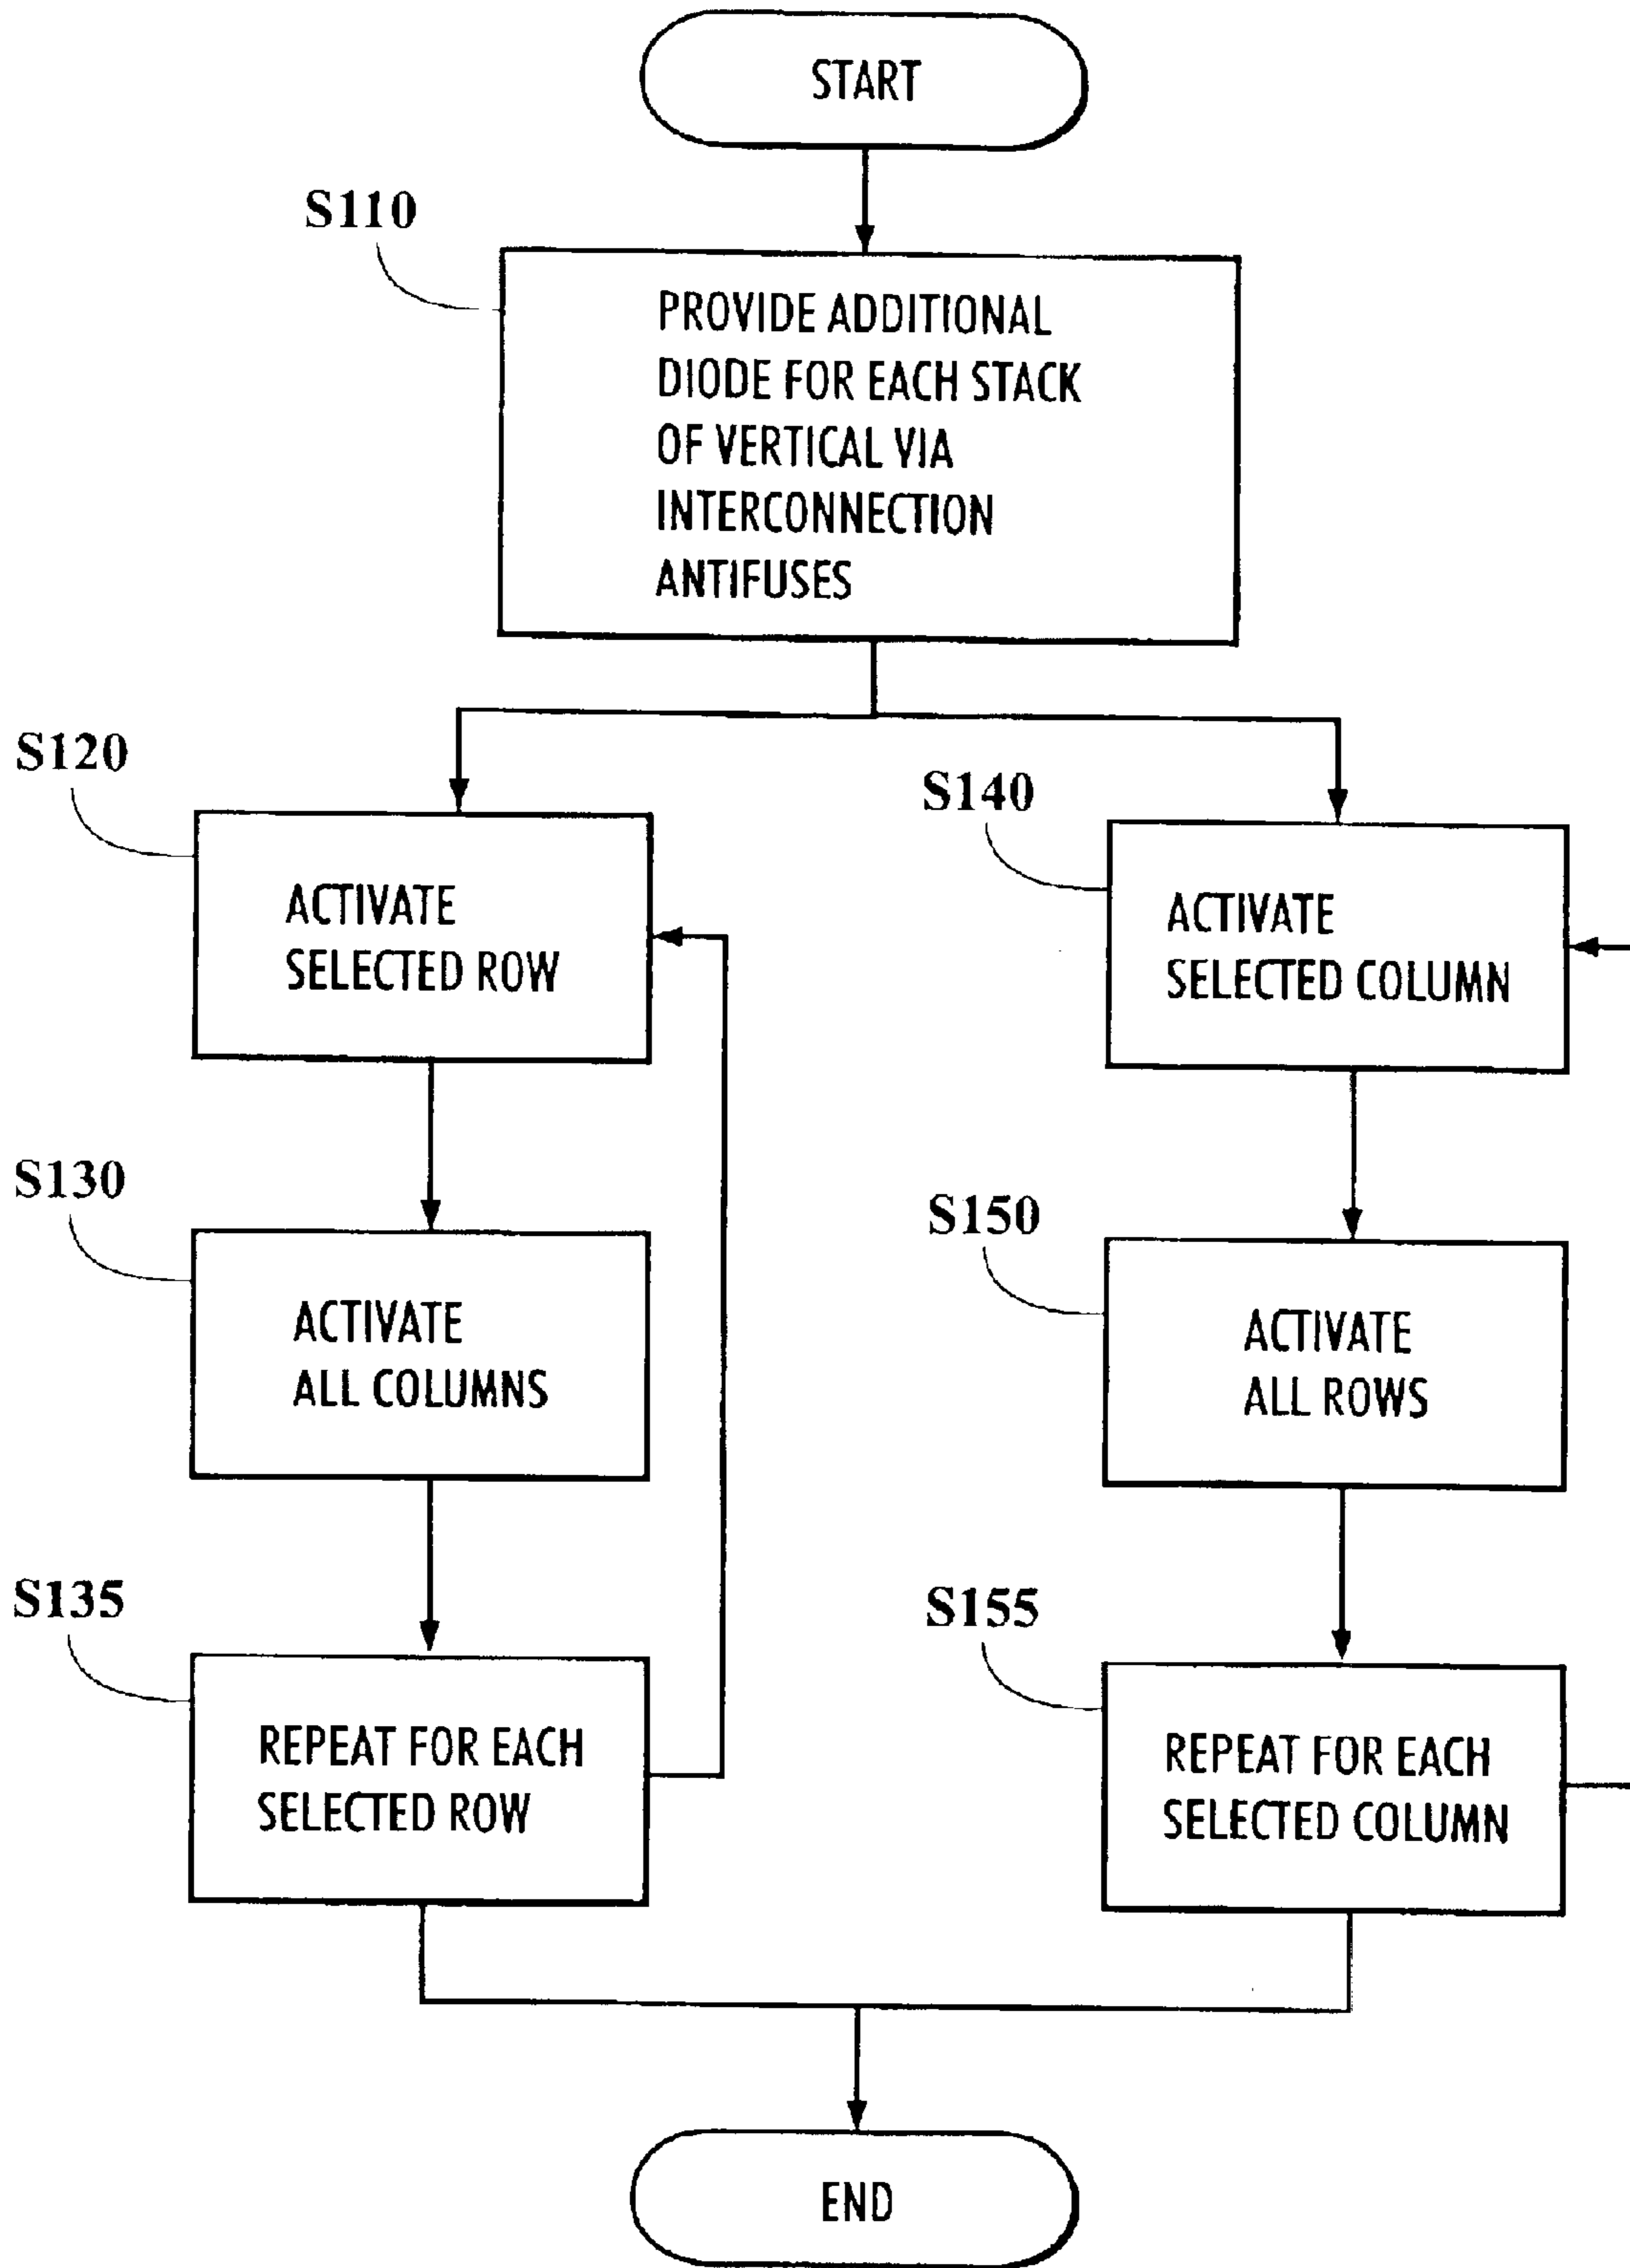 START
S110
PROVIDE ADDITIONAL
DIODE FOR EACH STACK
OF VERTICAL VIA
INTERCONNECTION
ANTIFUSES
S120
ACTIVATE
SELECTED ROW
S130
ACTIVATE
ALL COLUMNS
S135
REPEAT FOR EACH
SELECTED ROW
S140
ACTIVATE
SELECTED COLUMN
S150
ACTIVATE
ALL ROWS
S155
REPEAT FOR EACH
SELECTED COLUMN
END